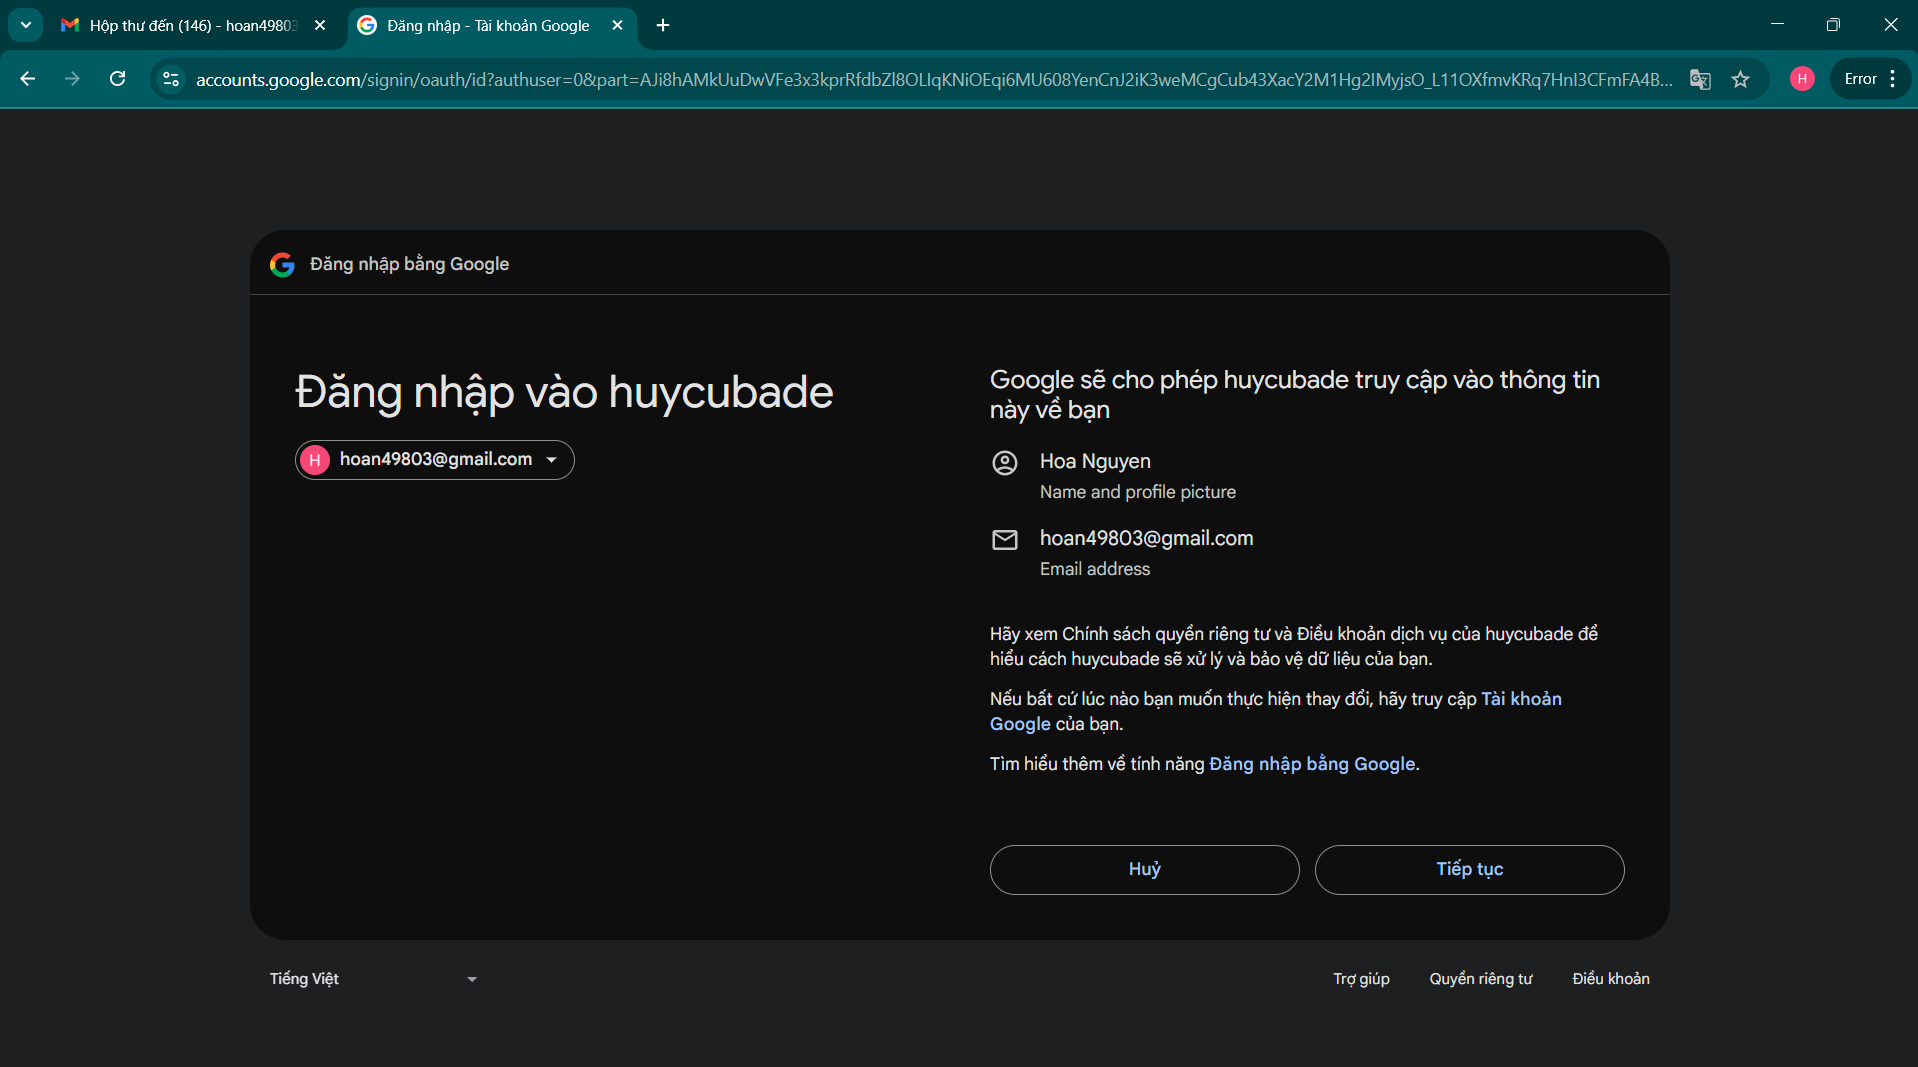 Hộp thư đến (146) - hoan49803
Đăng nhập - Tài khoản Google
accounts.google.com/signin/oauth/id?authuser=0&part=AJi8hAMkUuDwVFe3x3kprRfdbZl8OLlqKNiOEqi6MU608YenCnJ2iK3weMCgCub43XacY2M1Hg2IMyjsO_L11OXfmvKRq7HnI3CFmFA4B...
H
Error
Đăng nhập bằng Google
Đăng nhập vào huycubade
H hoan49803@gmail.com
Google sẽ cho phép huycubade truy cập vào thông tin
này về bạn
Hoa Nguyen
Name and profile picture
hoan49803@gmail.com
Email address
Hãy xem Chính sách quyền riêng tư và Điều khoản dịch vụ của huycubade để
hiểu cách huycubade sẽ xử lý và bảo vệ dữ liệu của bạn.
Nếu bất cứ lúc nào bạn muốn thực hiện thay đổi, hãy truy cập Tài khoản
Google của bạn.
Tìm hiểu thêm về tính năng Đăng nhập bằng Google.
Huỷ
Tiếp tục
Tiếng Việt
Trợ giúp
Quyền riêng tư
Điều khoản